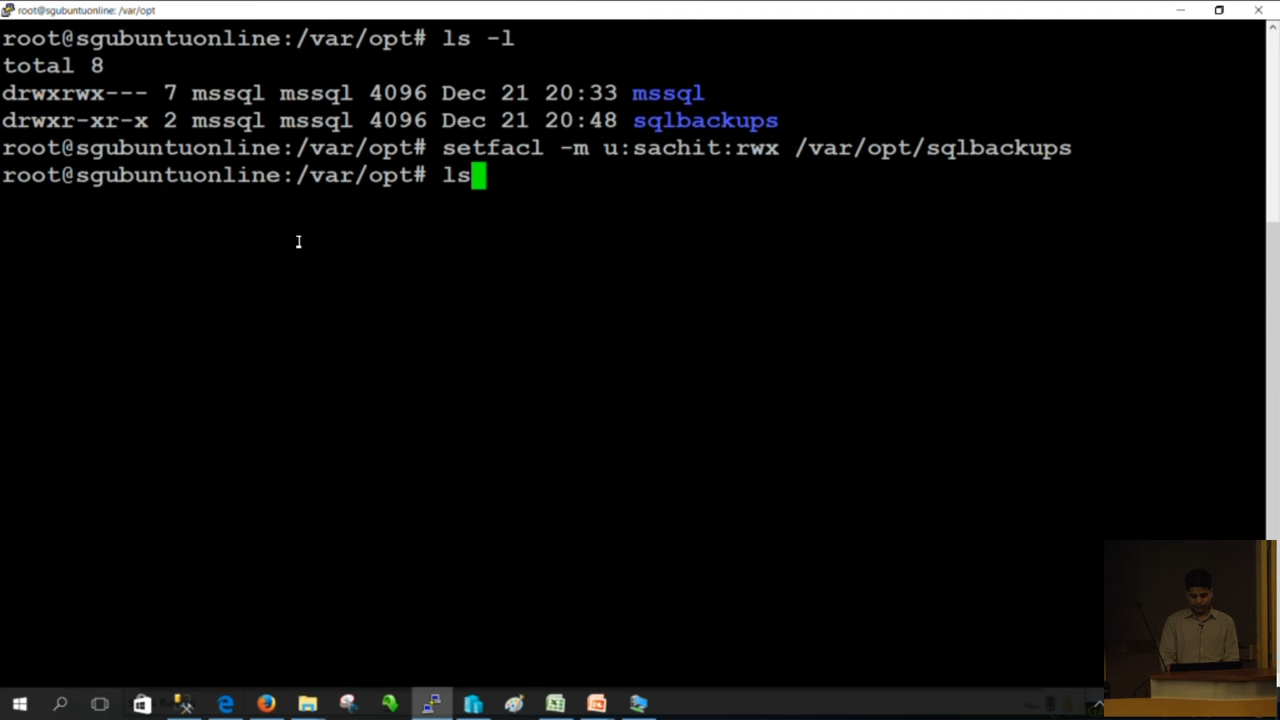 root@sgubuntuonline: /var/opt
root@sgubuntuonline:/var/opt# ls -l
total 8
drwxrwx--- 7 mssql mssql 4096 Dec 21 20:33 mssql
drwxr-xr-x 2 mssql mssql 4096 Dec 21 20:48 sqlbackups
root@sgubuntuonline:/var/opt# setfacl -m u:sachit:rwx /var/opt/sqlbackups
root@sgubuntuonline:/var/opt# ls